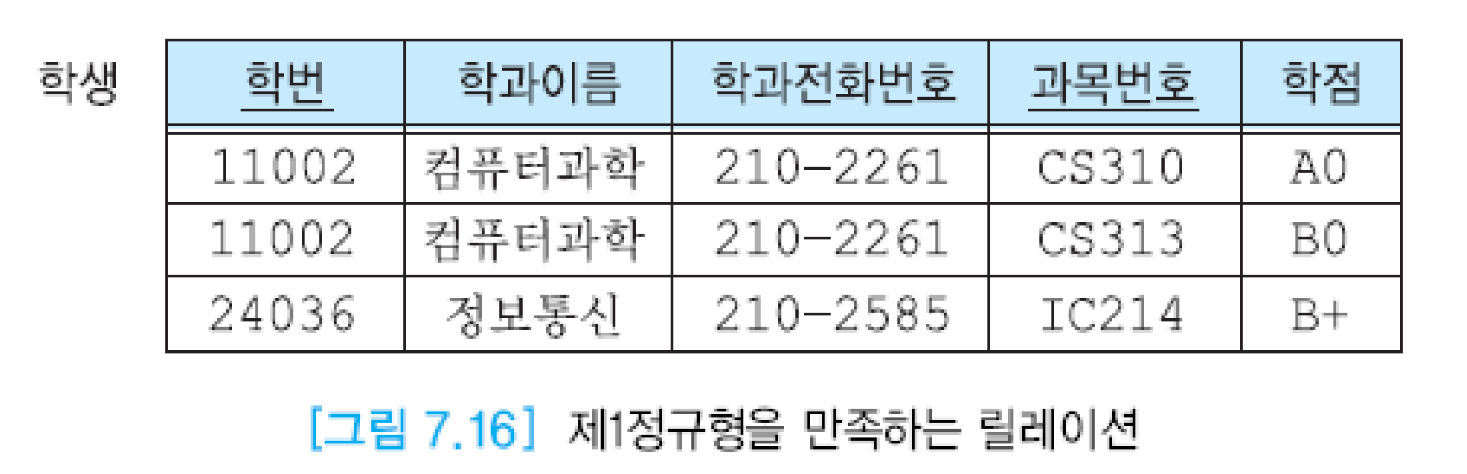 학생 학번 학과이름 학과전화번호 과목번호 학점
11002 컴퓨터과학 210-2261 CS310 A0
11002 컴퓨터과학 210-2261 CS313 B0
24036 정보통신 210-2585 IC214 B+
[그림 7.16] 제1정규형을 만족하는 릴레이션